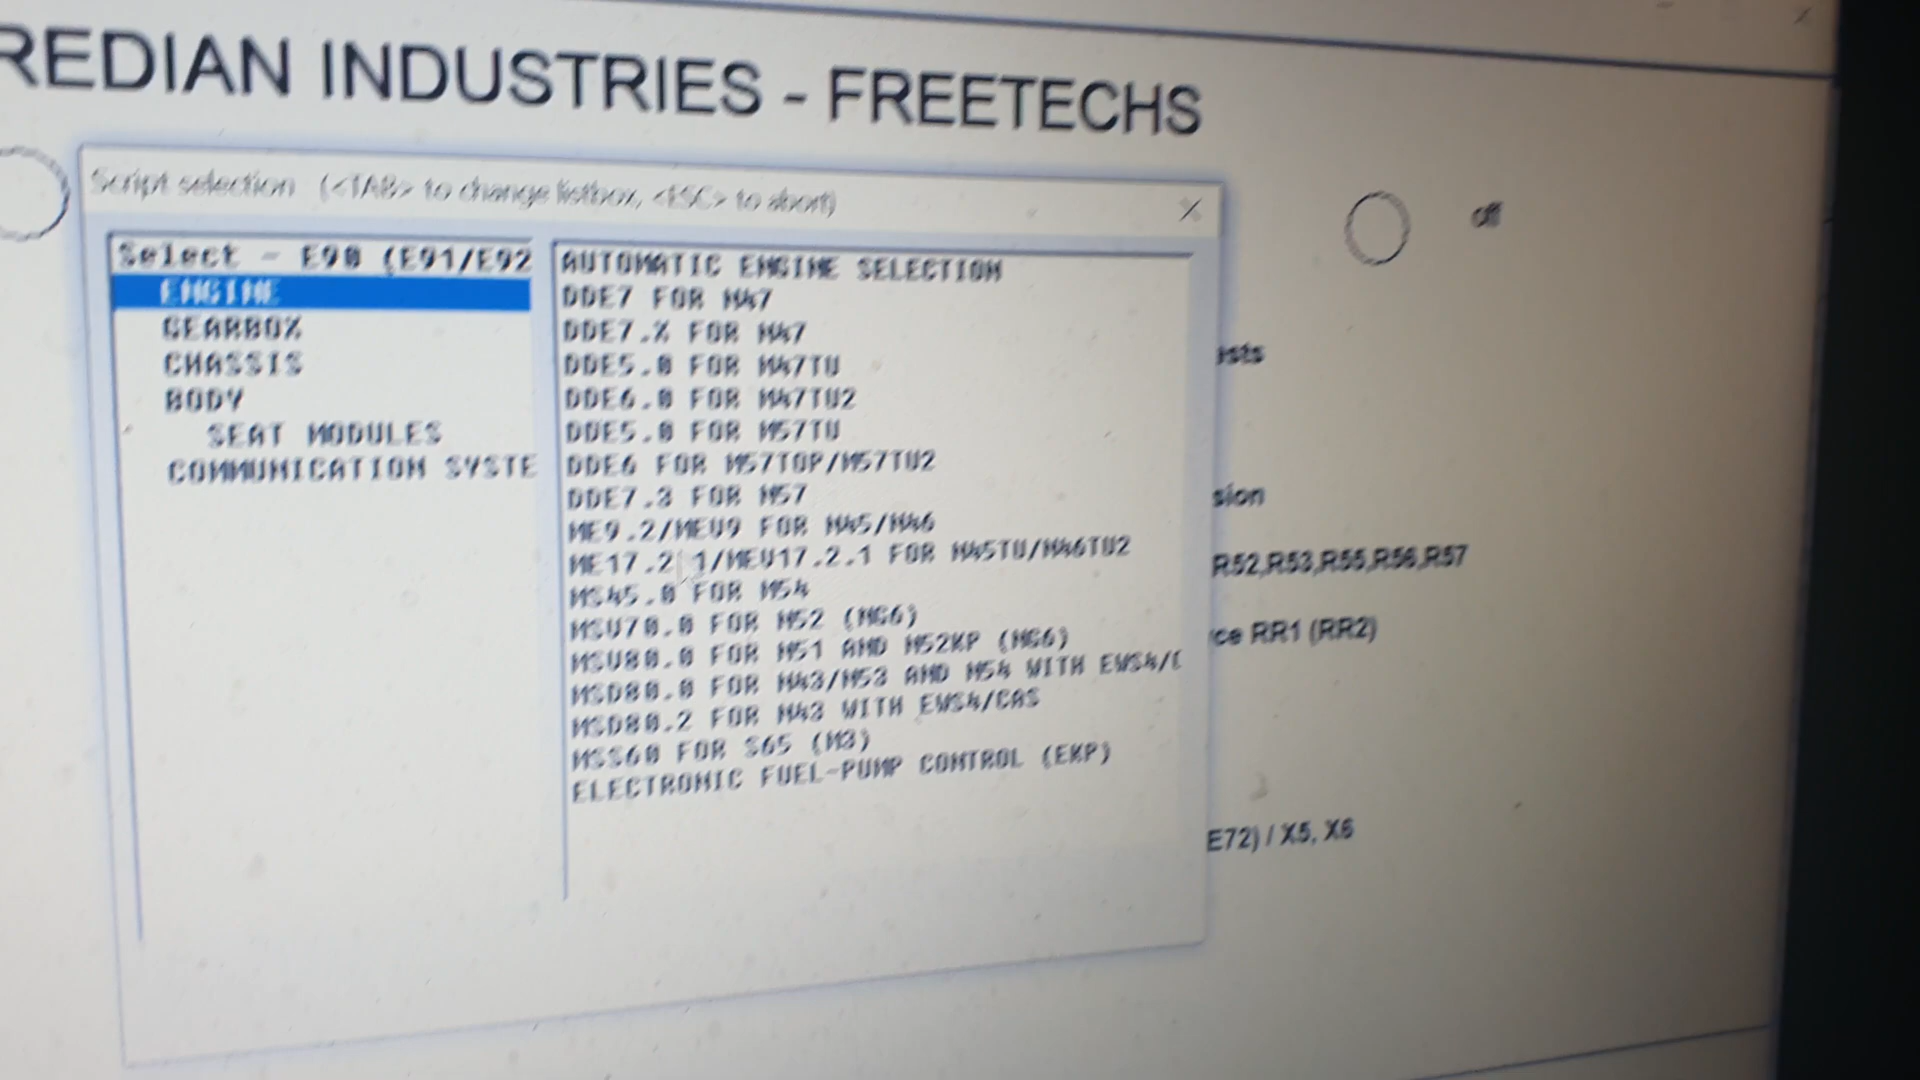 REDIAN INDUSTRIES - FREETECHS
Script selection (<TAB> to change listbox, <ESC> to abort)
off
Select - E90 (E91/E92
ENGINE
GEARBOX
CHASSIS
BODY
SEAT MODULES
COMMUNICATION SYSTE
AUTOMATIC ENGINE SELECTION
DDE7 FOR N47
DDE7.X FOR N47
DDE5.0 FOR M47TU
DDE6.0 FOR M47TU2
DDE5.0 FOR M57TU
DDE6 FOR M57TOP/M57TU2
DDE7.3 FOR M57
ME9.2/MEV9 FOR N45/N46
ME17.2 1/MEV17.2.1 FOR N45TU/N46TU2
MS45.0 FOR M54
MSV70.0 FOR N52 (NG6)
MSV80.0 FOR N51 AND N52KP (NG6)
MSD80.0 FOR N43/N53 AND N54 WITH EWS4/C
MSD80.2 FOR N43 WITH EWS4/CAS
MSS60 FOR S65 (M3)
ELECTRONIC FUEL-PUMP CONTROL (EKP)
ests
sion
R52,R53,R55,R56,R57
ce RR1 (RR2)
E72) / X5, X6